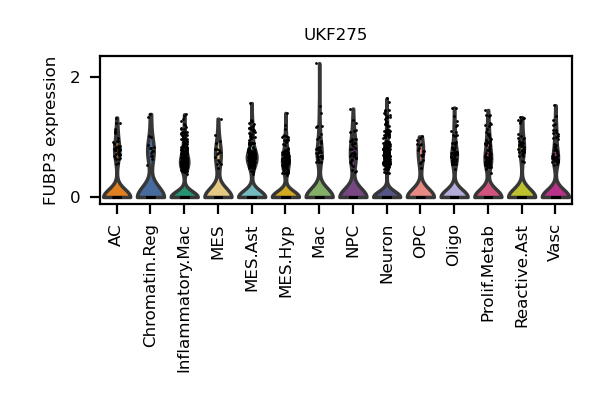 UKF275
FUBP3 expression
2
0
AC
Chromatin.Reg
Inflammatory.Mac
MES
MES.Ast
MES.Hyp
Mac
NPC
Neuron
OPC
Oligo
Prolif.Metab
Reactive.Ast
Vasc